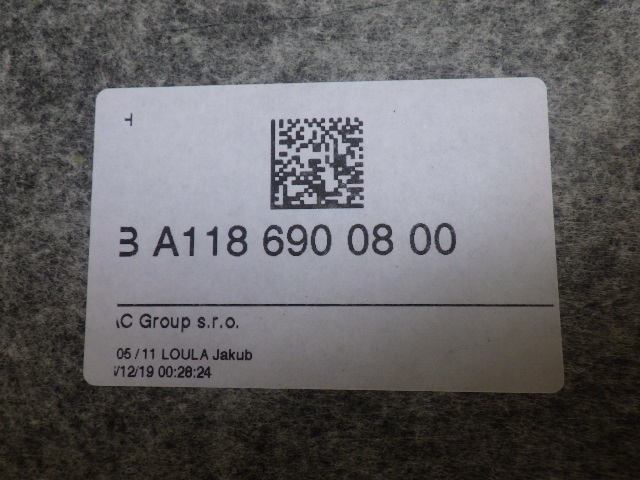 T
B A118 690 08 00
C Group s.r.o.
05 / 11 LOULA Jakub
/12/19 00:28:24